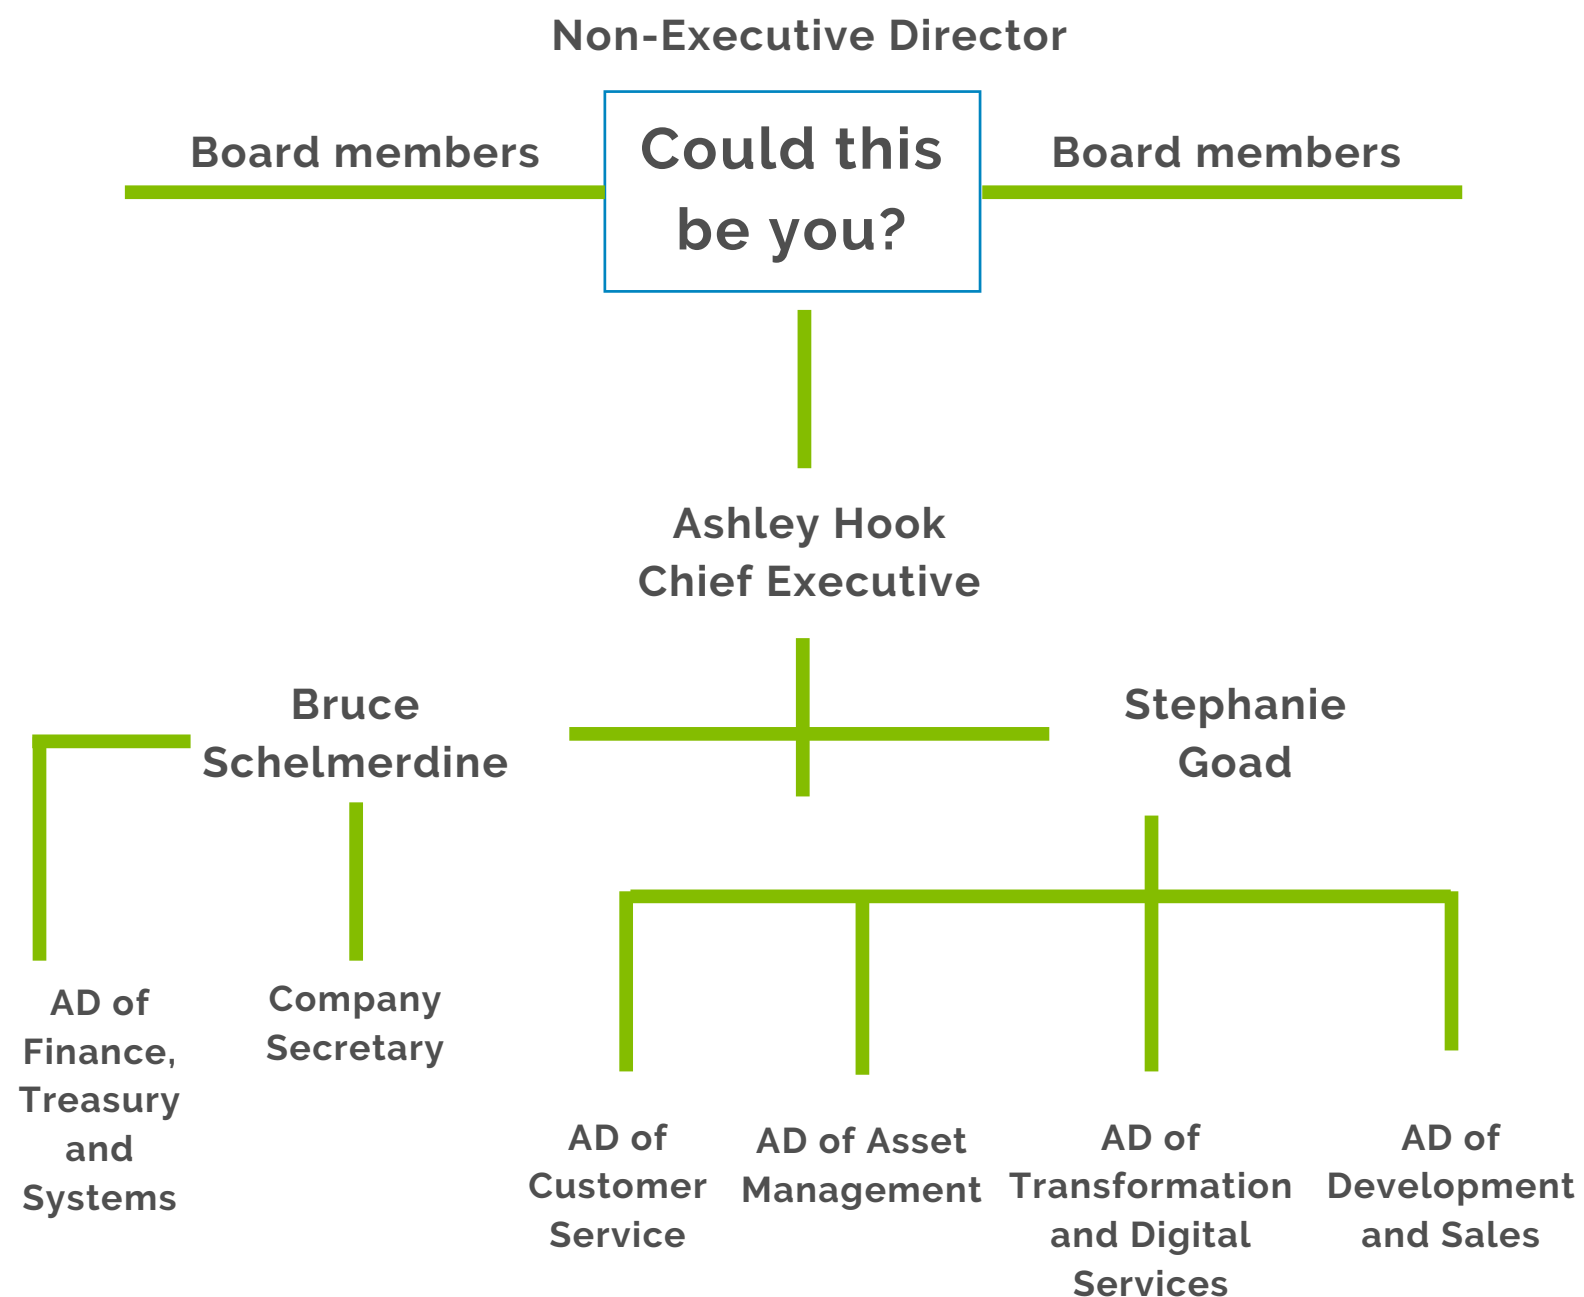 Non-Executive Director
Board members
Could this
be you?
Board members
Ashley Hook
Chief Executive
Bruce
Schelmerdine
Stephanie
Goad
AD of
Finance,
Treasury
and
Systems
Company
Secretary
AD of
Customer
Service
AD of Asset
Management
AD of
Transformation
and Digital
Services
AD of
Development
and Sales